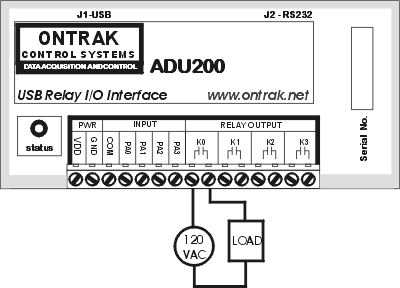 J1-USB
J2 - RS232
ONTRAK
CONTROL SYSTEMS
DATA ACQUISITION AND CONTROL
ADU200
USB Relay I/O Interface
www.ontrak.net
Serial No.
status
PWR
INPUT
RELAY OUTPUT
VDD
GND
COM
PA0
PA1
PA2
PA3
K0
K1
K2
K3
120
VAC
LOAD